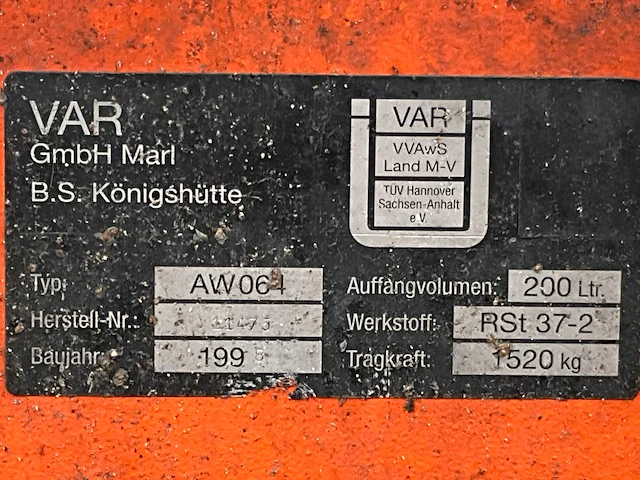 VAR
GmbH Marl
B.S. Königshütte
VAR
VVAwS
Land M-V
TÜV Hannover
Sachsen-Anhalt
e.V.
Typ: AW064
Herstell-Nr.:
Baujahr: 199
Auffangvolumen: 200 Ltr.
Werkstoff: RSt 37-2
Tragkraft: 1520 kg